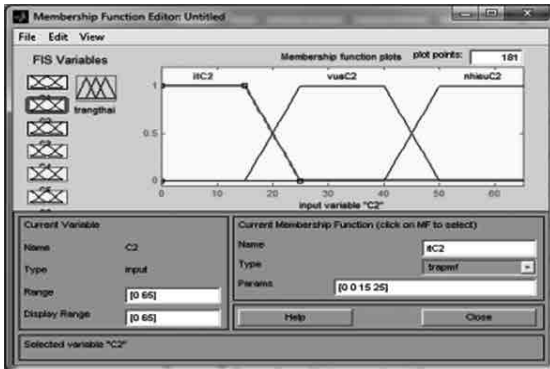 Membership Function Editor: Untitled
File Edit View
FIS Variables
Membership function plots plot points: 181
itC2 vuaC2 nhieuC2
trangthai
1
0.5
0
0 10 20 30 40 50 60
input variable "C2"
Current Variable
Name C2
Type input
Range [0 65]
Display Range [0 65]
Current Membership Function (click on MF to select)
Name itC2
Type trapmf
Params [0 0 15 25]
Help Close
Selected variable "C2"